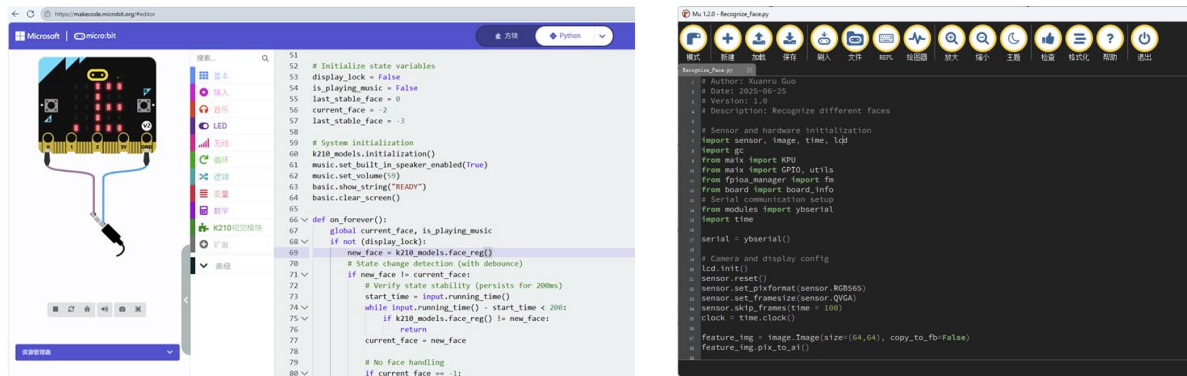 https://makecode.microbit.org/#editor
Microsoft
micro:bit
方块
Python
搜索...
基本
输入
音乐
LED
无线
循环
逻辑
变量
数学
K210视觉模块
扩展
高级
V2
0 1 2 3V GND
资源管理器
51
52 # Initialize state variables
53 display_lock = False
54 is_playing_music = False
55 last_stable_face = 0
56 current_face = -2
57 last_stable_face = -3
58
59 # System initialization
60 k210_models.initialization()
61 music.set_built_in_speaker_enabled(True)
62 music.set_volume(59)
63 basic.show_string("READY")
64 basic.clear_screen()
65
66 def on_forever():
67 global current_face, is_playing_music
68 if not (display_lock):
69 new_face = k210_models.face_reg()
70 # State change detection (with debounce)
71 if new_face != current_face:
72 # Verify state stability (persists for 200ms)
73 start_time = input.running_time()
74 while input.running_time() - start_time < 200:
75 if k210_models.face_reg() != new_face:
76 return
77 current_face = new_face
78
79 # No face handling
80 if current_face == -1:
Mu 1.2.0 - Recognize_Face.py
模式 新建 加载 保存 刷入 文件 REPL 绘图器 放大 缩小 主题 检查 格式化 帮助 退出
Recognize_Face.py
# Author: Xuanru Guo
# Date: 2025-06-25
# Version: 1.0
# Description: Recognize different faces
# Sensor and hardware initialization
import sensor, image, time, lcd
import gc
from maix import KPU
from maix import GPIO, utils
from fpioa_manager import fm
from board import board_info
# Serial communication setup
from modules import ybserial
import time
serial = ybserial()
# Camera and display config
lcd.init()
sensor.reset()
sensor.set_pixformat(sensor.RGB565)
sensor.set_framesize(sensor.QVGA)
sensor.skip_frames(time = 100)
clock = time.clock()
feature_img = image.Image(size=(64,64), copy_to_fb=False)
feature_img.pix_to_ai()